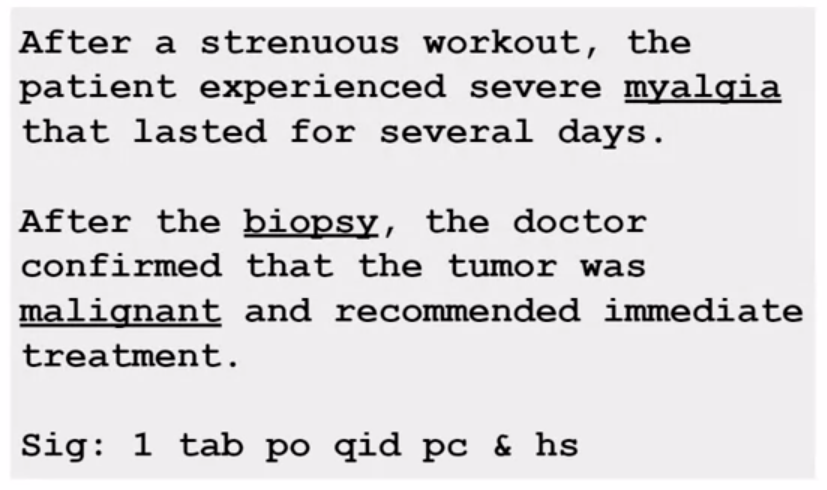 After a strenuous workout, the
patient experienced severe myalgia
that lasted for several days.
After the biopsy, the doctor
confirmed that the tumor was
malignant and recommended immediate
treatment.
Sig: 1 tab po qid pc & hs